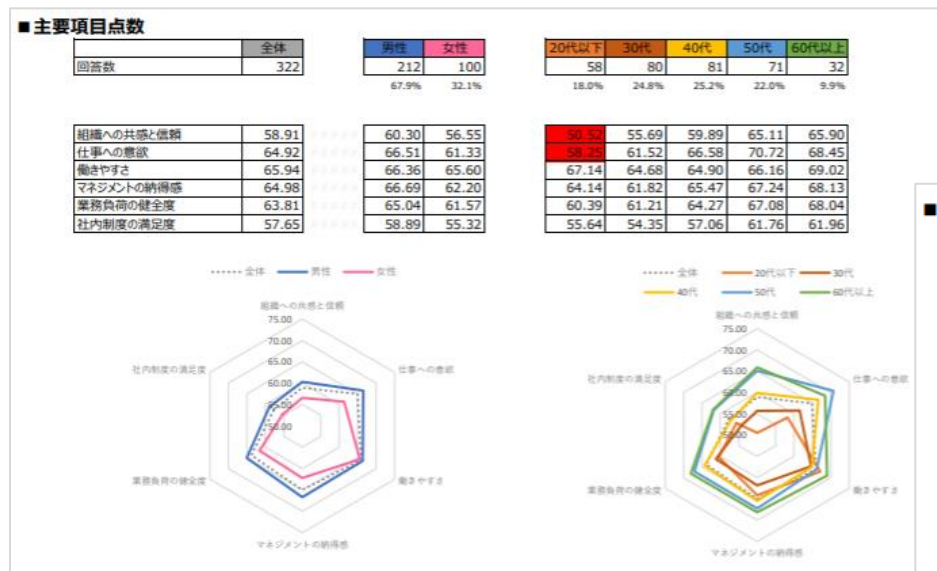 ■主要項目点数
全体 男性 女性 20代以下 30代 40代 50代 60代以上
回答数 322 212 100 58 80 81 71 32
67.9% 32.1% 18.0% 24.8% 25.2% 22.0% 9.9%
組織への共感と信頼 58.91 60.30 56.55 50.52 55.69 59.89 65.11 65.90
仕事への意欲 64.92 66.51 61.33 58.25 61.52 66.58 70.72 68.45
働きやすさ 65.94 66.36 65.60 67.14 64.68 64.90 66.16 69.02
マネジメントの納得感 64.98 66.69 62.20 64.14 61.82 65.47 67.24 68.13
業務負荷の健全度 63.81 65.04 61.57 60.39 61.21 64.27 67.08 68.04
社内制度の満足度 57.65 58.89 55.32 55.64 54.35 57.06 61.76 61.96
■
全体 男性 女性
組織への共感と信頼
75.00
70.00
65.00
60.00
55.00
50.00
仕事への意欲
働きやすさ
マネジメントの納得感
業務負荷の健全度
社内制度の満足度
全体 20代以下 30代
40代 50代 60代以上
組織への共感と信頼
75.00
70.00
65.00
60.00
55.00
仕事への意欲
働きやすさ
マネジメントの納得感
業務負荷の健全度
社内制度の満足度